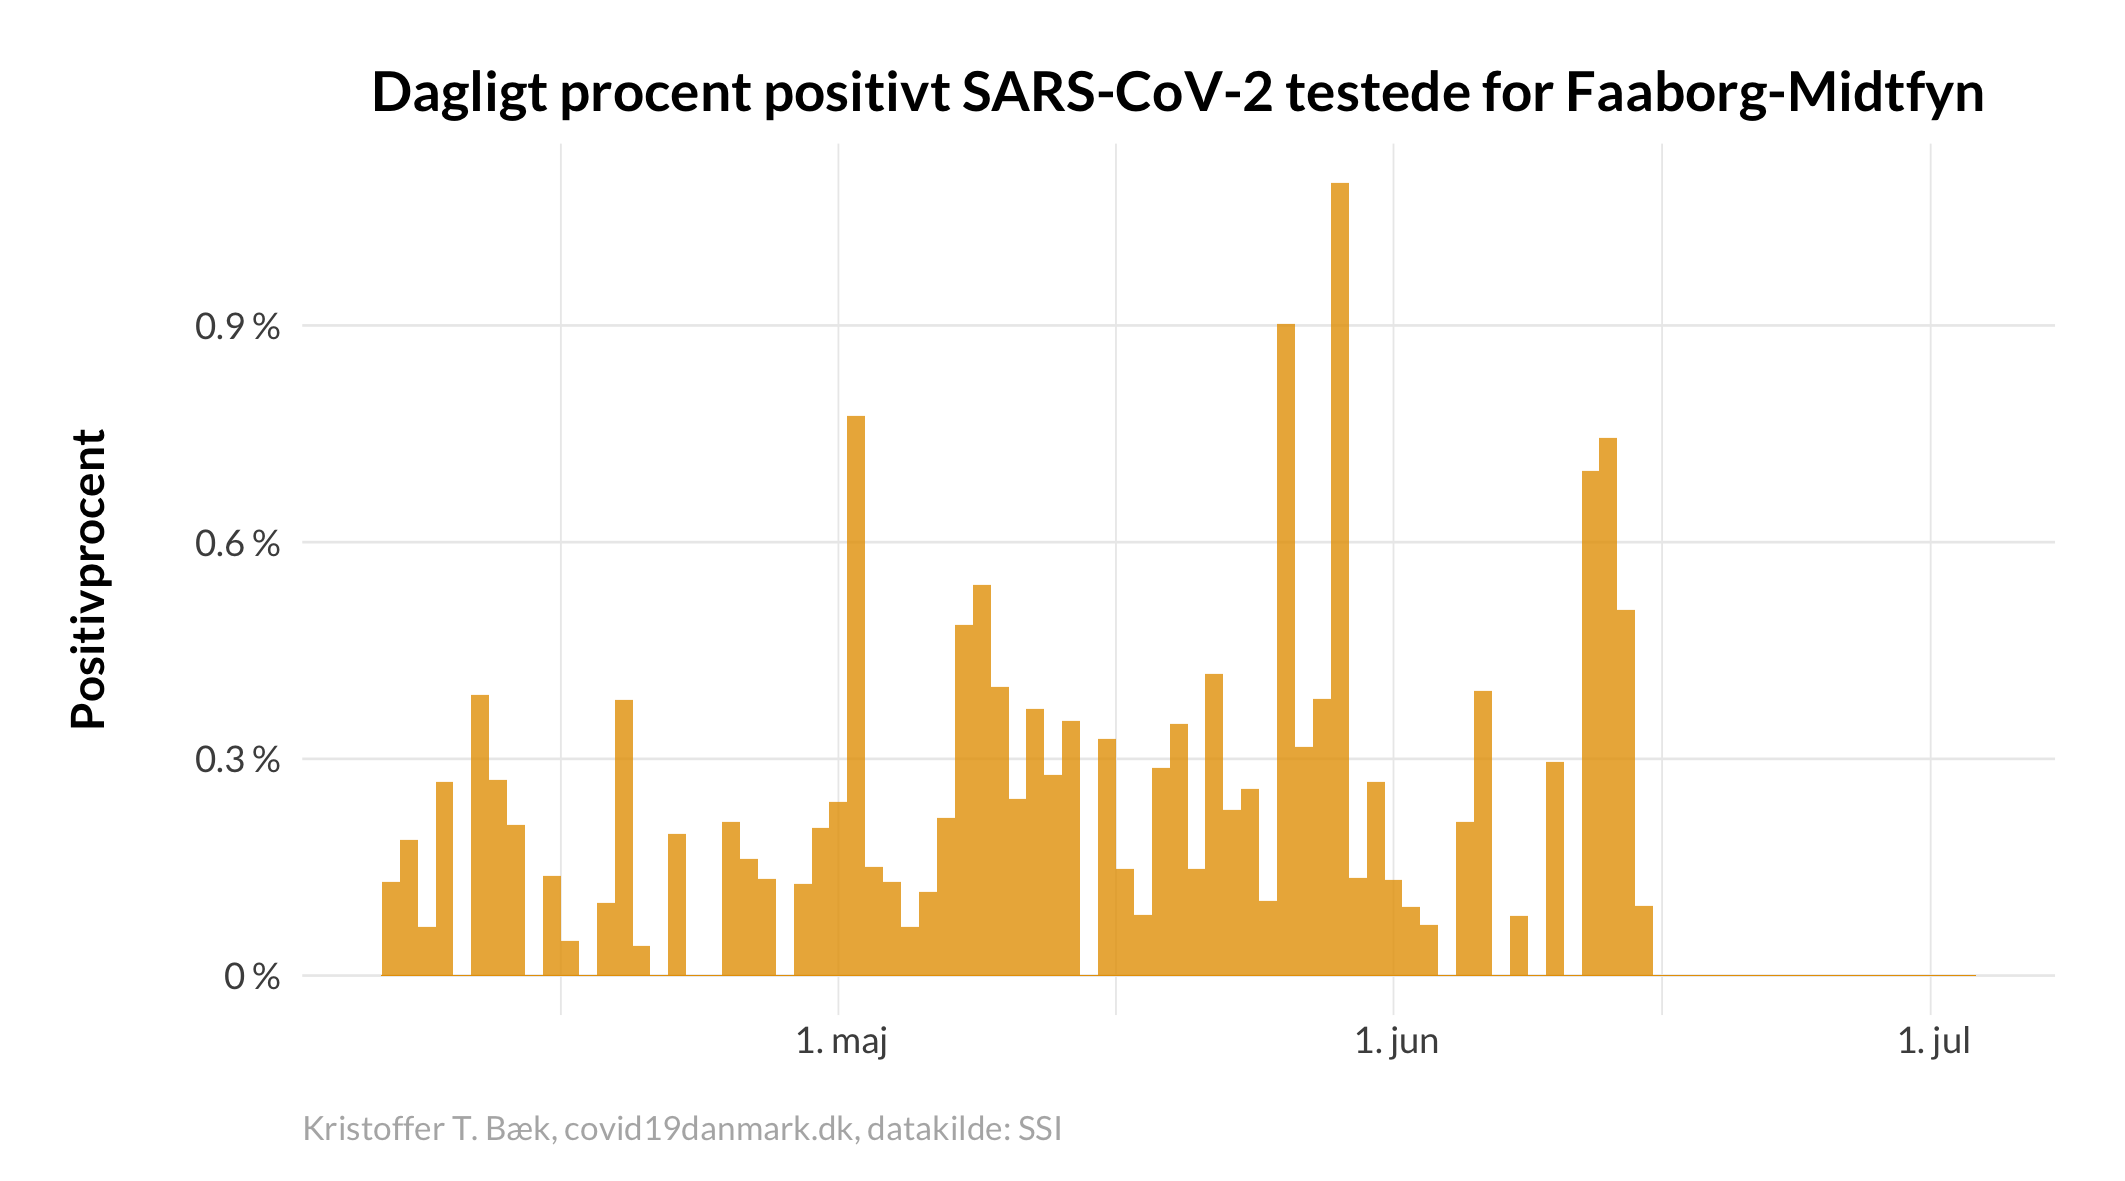 Dagligt procent positivt SARS-CoV-2 testede for Faaborg-Midtfyn
Positivprocent
0.9 %
0.6 %
0.3 %
0 %
1. maj
1. jun
1. jul
Kristoffer T. Bæk, covid19danmark.dk, datakilde: SSI